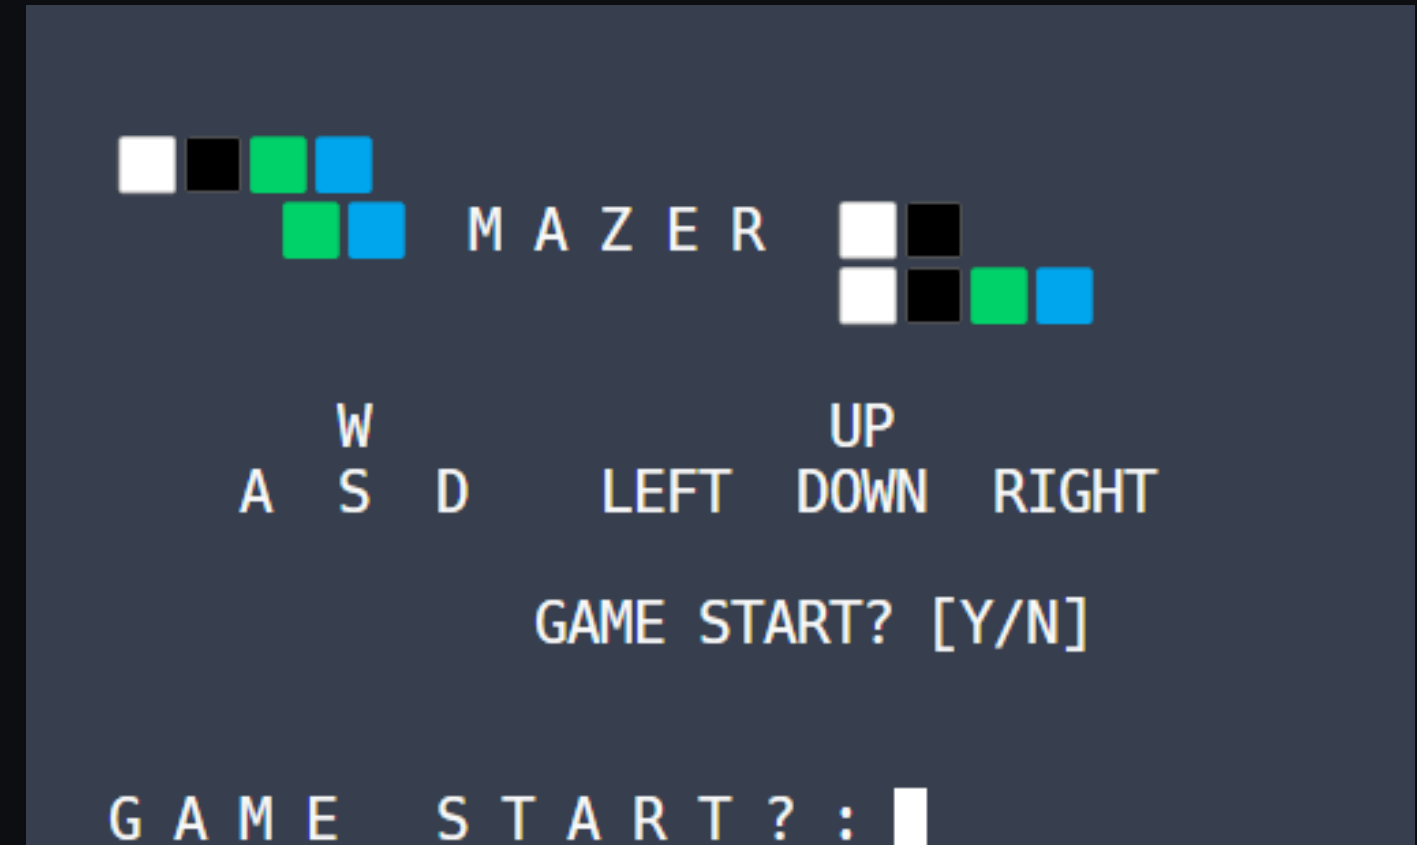 M A Z E R
W UP
A S D LEFT DOWN RIGHT
GAME START? [Y/N]
G A M E S T A R T ? :